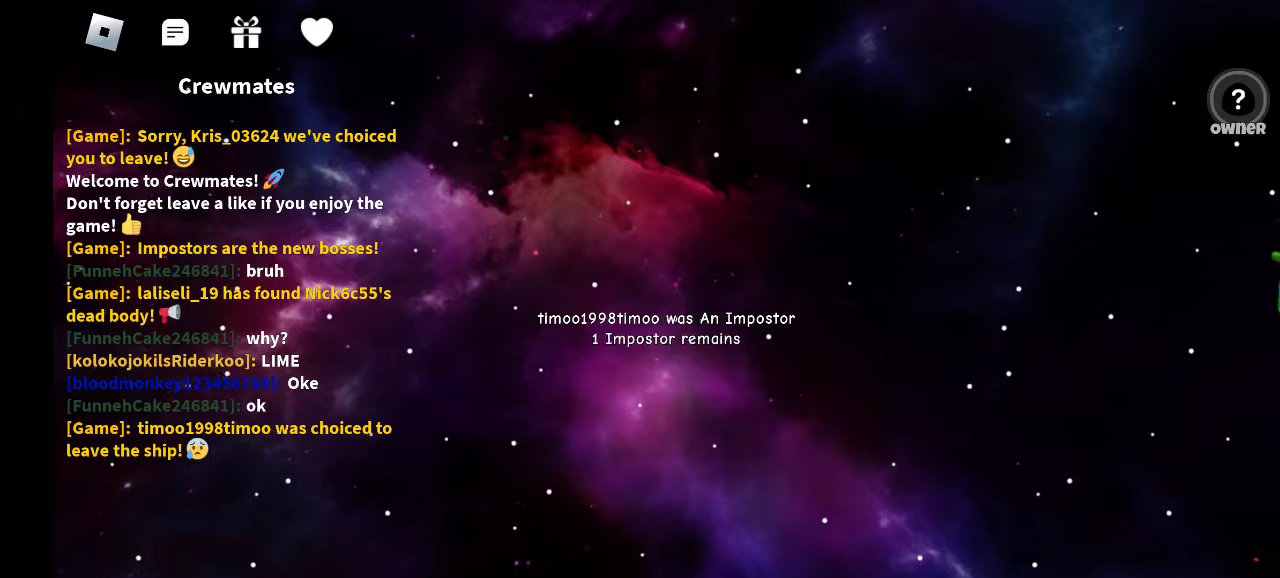 Crewmates
[Game]: Sorry, Kris_03624 we've choiced
you to leave! 😅
Welcome to Crewmates! 🚀
Don't forget leave a like if you enjoy the
game! 👍
[Game]: Impostors are the new bosses!
[FunnehCake246841]: bruh
[Game]: laliseli_19 has found Nick6c55's
dead body! 📢
[FunnehCake246841]: why?
[kolokojokilsRiderkoo]: LIME
[bloodmonkey123456789]: Oke
[FunnehCake246841]: ok
[Game]: timoo1998timoo was choiced to
leave the ship! 😥
timoo1998timoo was An Impostor
1 Impostor remains
?
OWNER